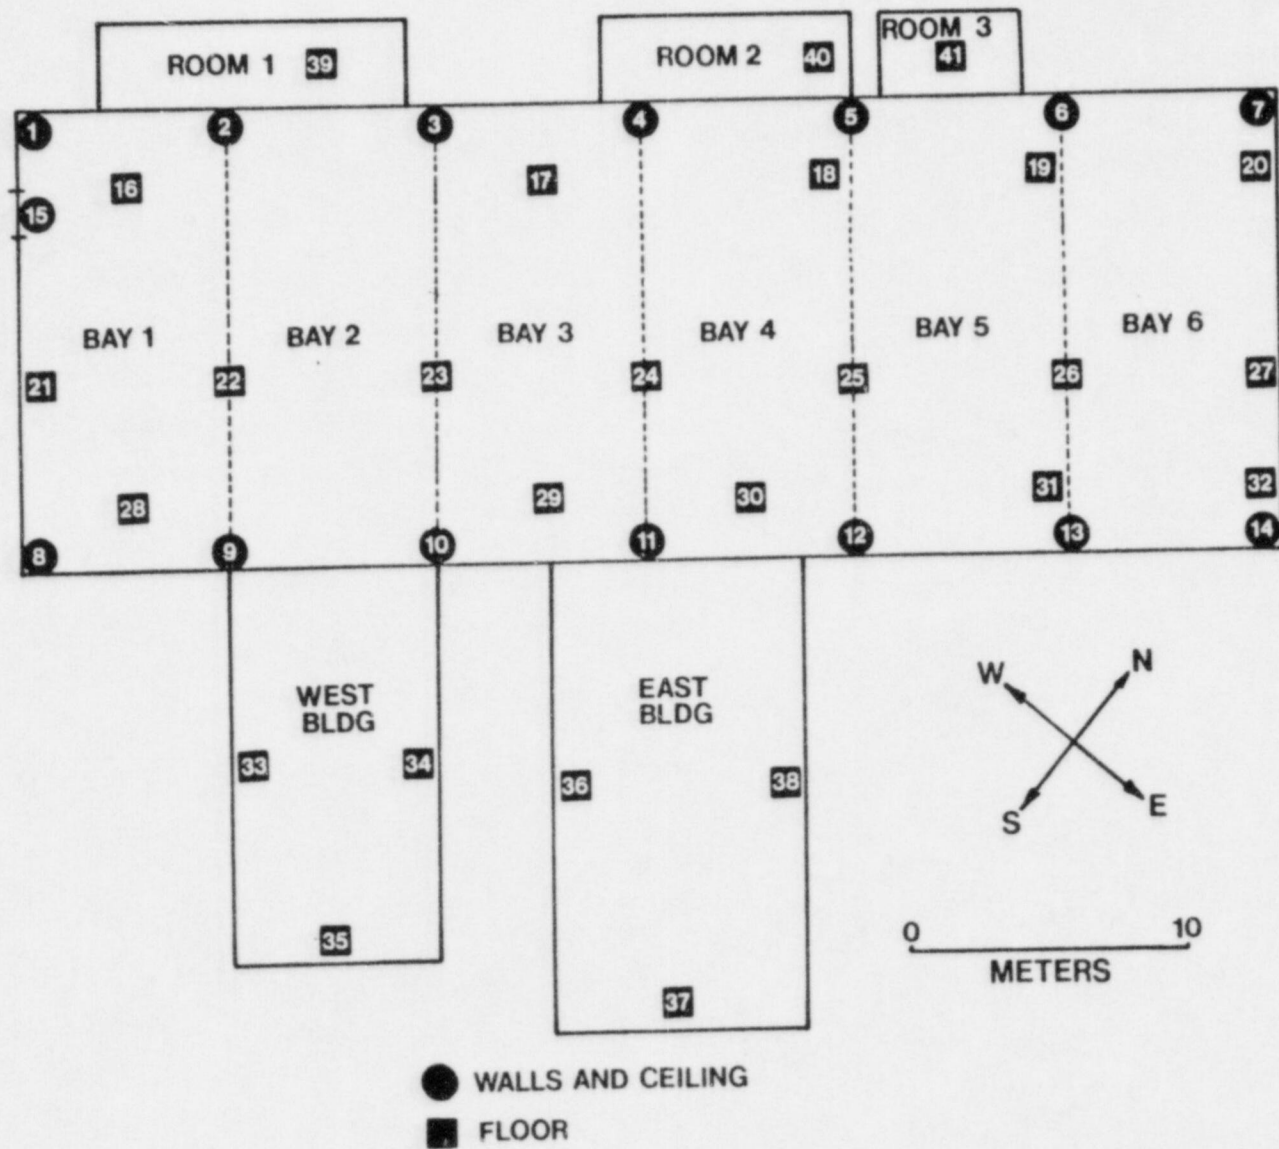 ROOM 1 39
ROOM 2 40
ROOM 3
41
1 2 3 4 5 6 7
16 17 18 19 20
15
BAY 1 BAY 2 BAY 3 BAY 4 BAY 5 BAY 6
21 22 23 24 25 26 27
28 29 30 31 32
8 9 10 11 12 13 14
WEST
BLDG
EAST
BLDG
W N
S E
33 34 36 38
35
37
0 10
METERS
WALLS AND CEILING
FLOOR